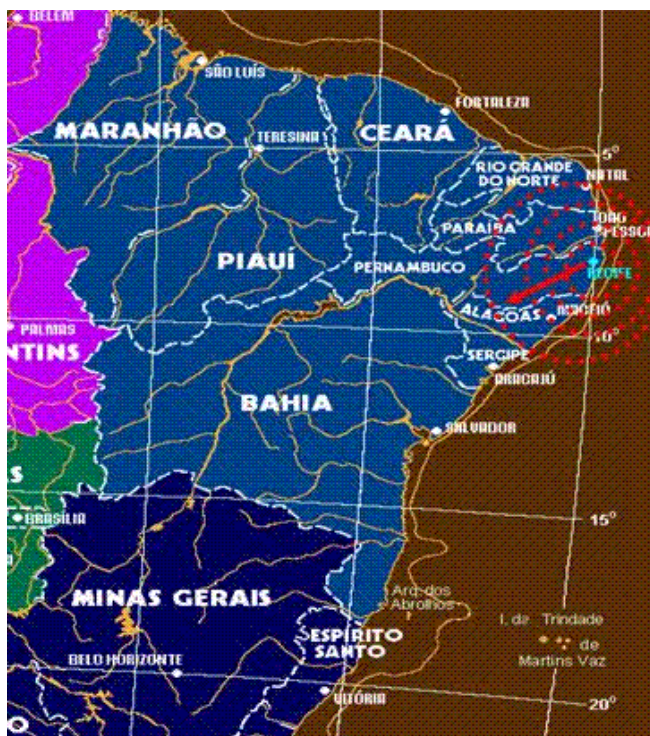 BELÉM
SÃO LUÍS
FORTALEZA
MARANHÃO
TERESINA
CEARÁ
5°
RIO GRANDE
DO NORTE
NATAL
PARAÍBA
PIAUÍ
PERNAMBUCO
RECIFE
PALMAS
NTINS
ALAGOAS
MACEIÓ
10°
SERGIPE
ARACAJÚ
BAHIA
SALVADOR
S
BRASÍLIA
15°
MINAS GERAIS
Arq. dos
Abrolhos
I. de Trindade
de
Martins Vaz
ESPÍRITO
SANTO
BELO HORIZONTE
VITÓRIA
20°
O